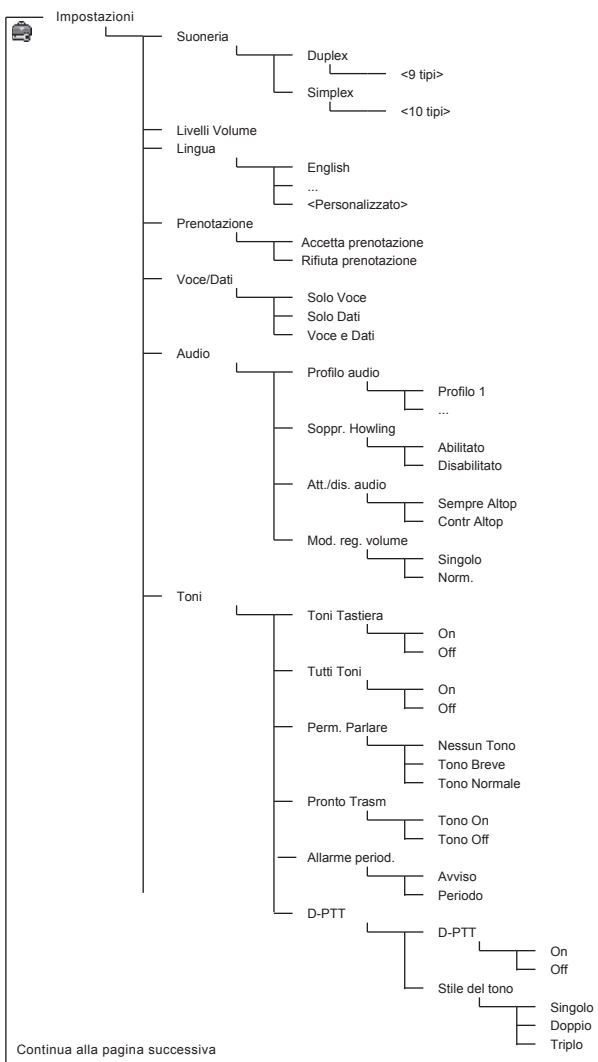 Impostazioni
Suoneria
Duplex
<9 tipi>
Simplex
<10 tipi>
Livelli Volume
Lingua
English
...
<Personalizzato>
Prenotazione
Accetta prenotazione
Rifiuta prenotazione
Voce/Dati
Solo Voce
Solo Dati
Voce e Dati
Audio
Profilo audio
Profilo 1
...
Soppr. Howling
Abilitato
Disabilitato
Att./dis. audio
Sempre Altop
Contr Altop
Mod. reg. volume
Singolo
Norm.
Toni
Toni Tastiera
On
Off
Tutti Toni
On
Off
Perm. Parlare
Nessun Tono
Tono Breve
Tono Normale
Pronto Trasm
Tono On
Tono Off
Allarme period.
Avviso
Periodo
D-PTT
D-PTT
On
Off
Stile del tono
Singolo
Doppio
Triplo
Continua alla pagina successiva